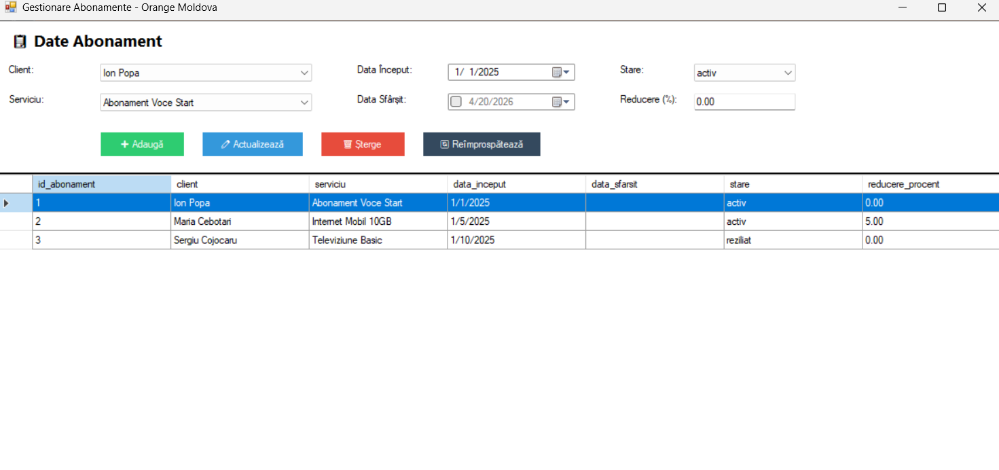 Gestionare Abonamente - Orange Moldova
Date Abonament
Client: Ion Popa Data Început: 1/ 1/2025 Stare: activ
Serviciu: Abonament Voce Start Data Sfârșit: 4/20/2026 Reducere (%): 0.00
Adaugă Actualizează Șterge Reîmprospătează
id_abonament client serviciu data_inceput data_sfarsit stare reducere_procent
1 Ion Popa Abonament Voce Start 1/1/2025 activ 0.00
2 Maria Cebotari Internet Mobil 10GB 1/5/2025 activ 5.00
3 Sergiu Cojocaru Televiziune Basic 1/10/2025 reziliat 0.00